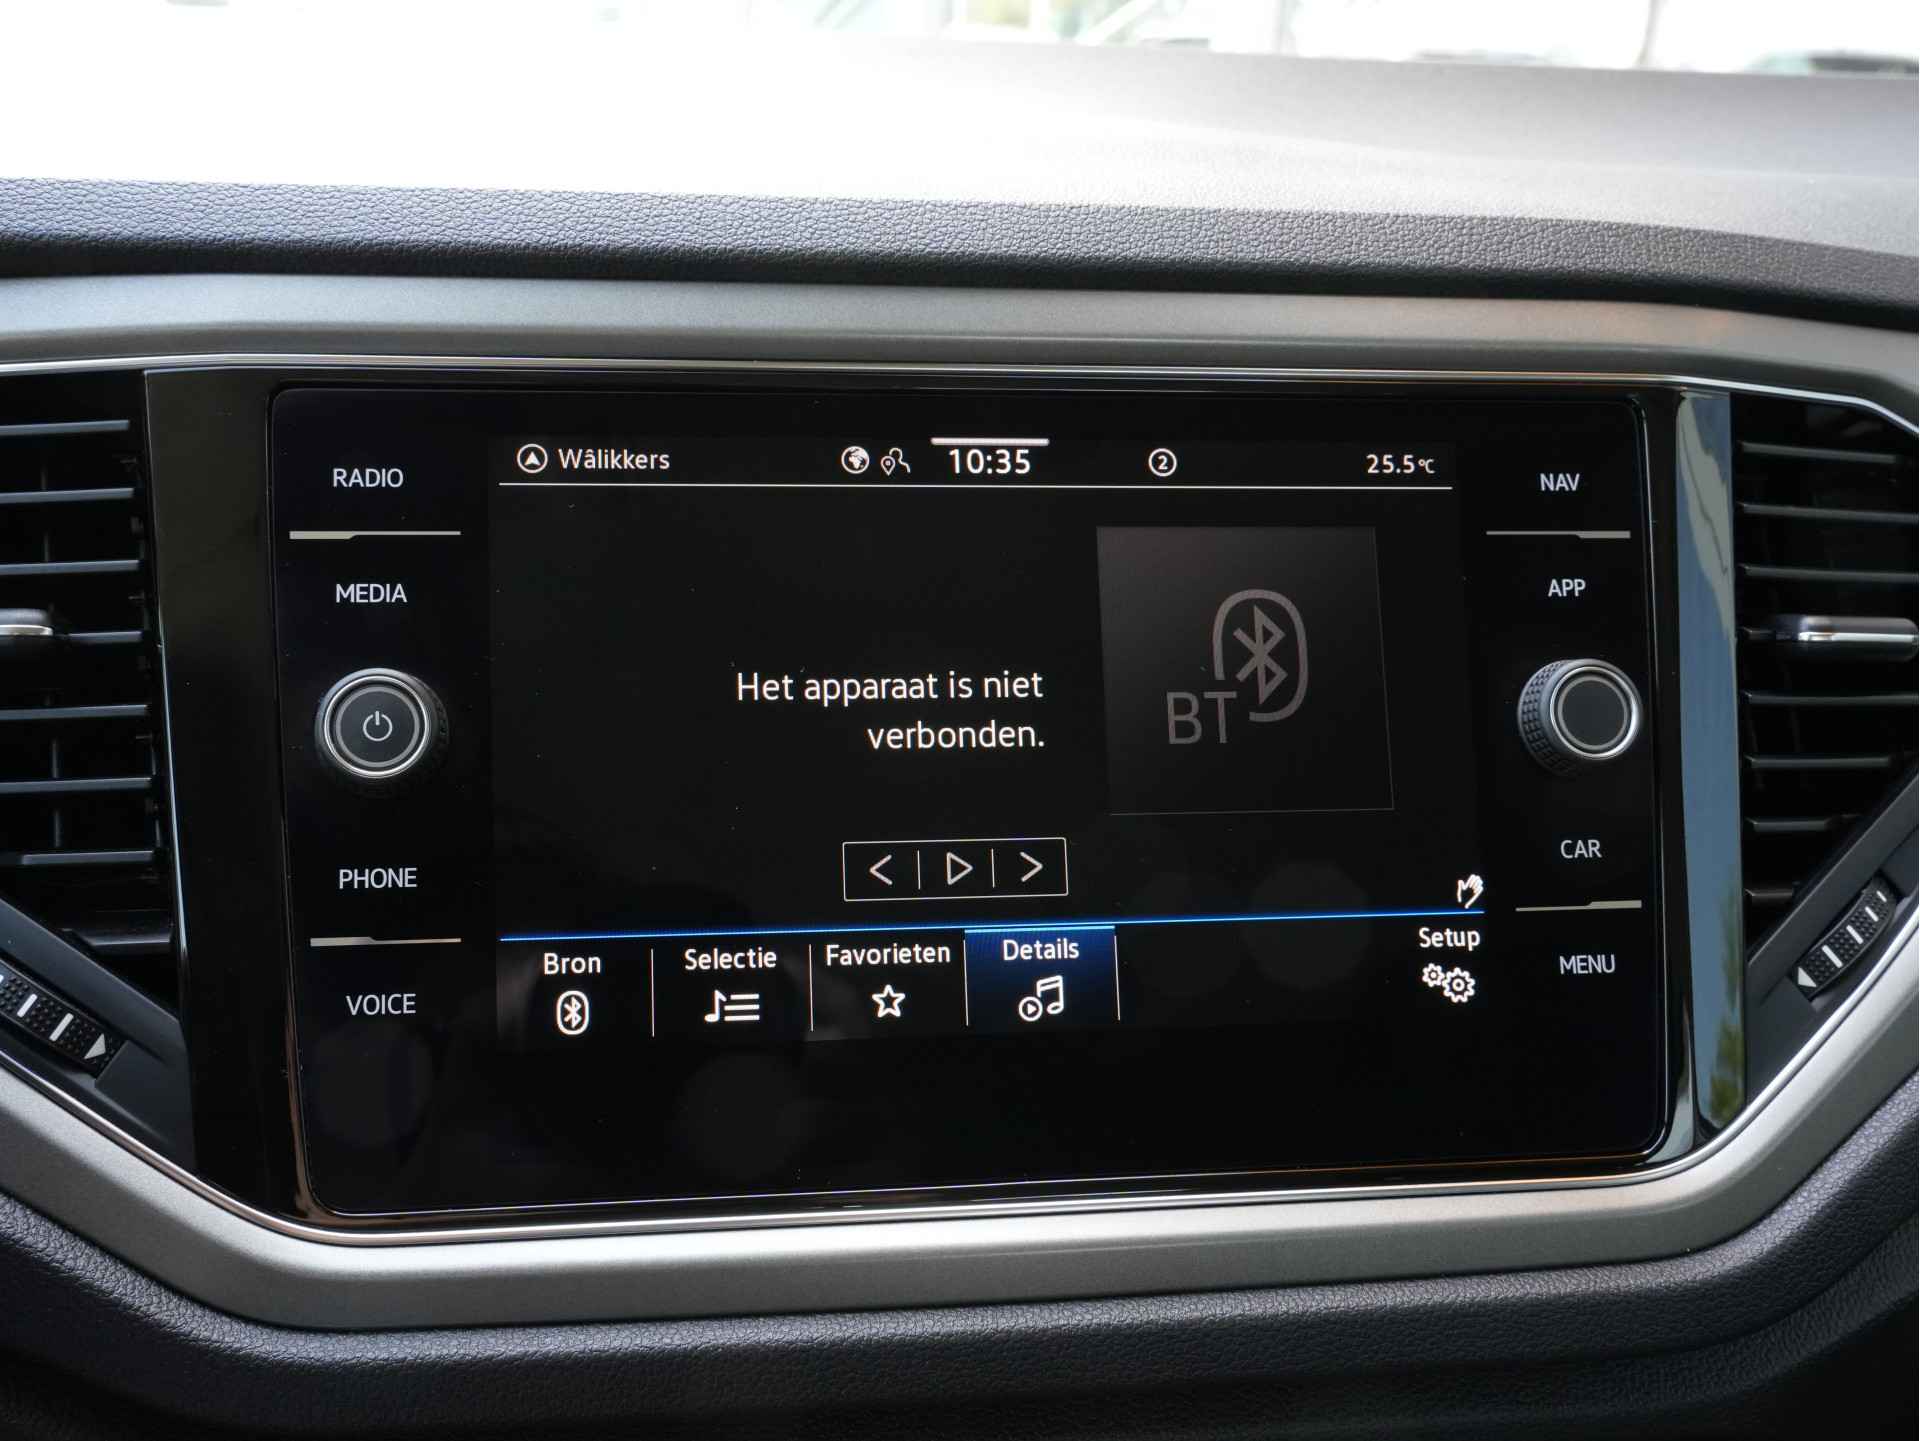 RADIO
MEDIA
PHONE
VOICE
Wâlikkers
10:35
2
25.5°C
Het apparaat is niet
verbonden.
BT
Bron
Selectie
Favorieten
Details
Setup
NAV
APP
CAR
MENU